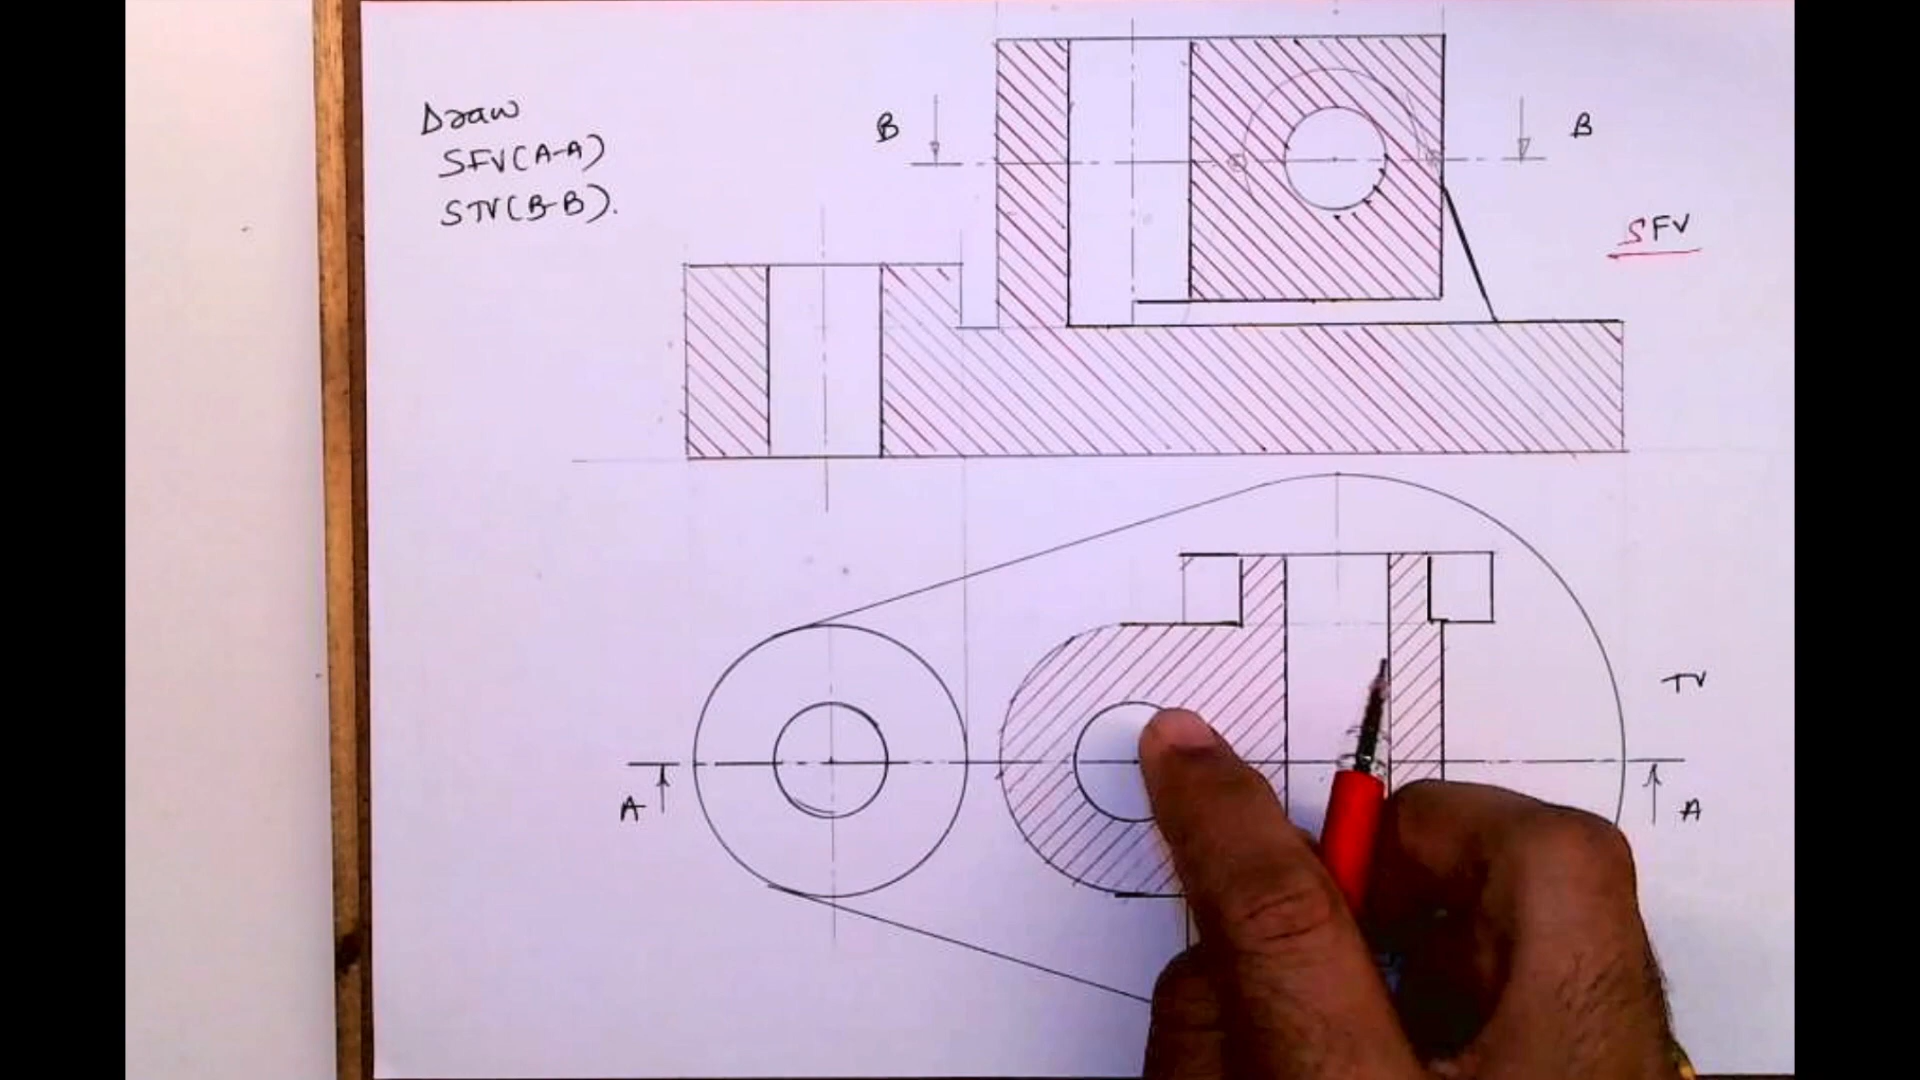 Draw
SFV(A-A)
STV(B-B).
B
B
SFV
TV
A
A